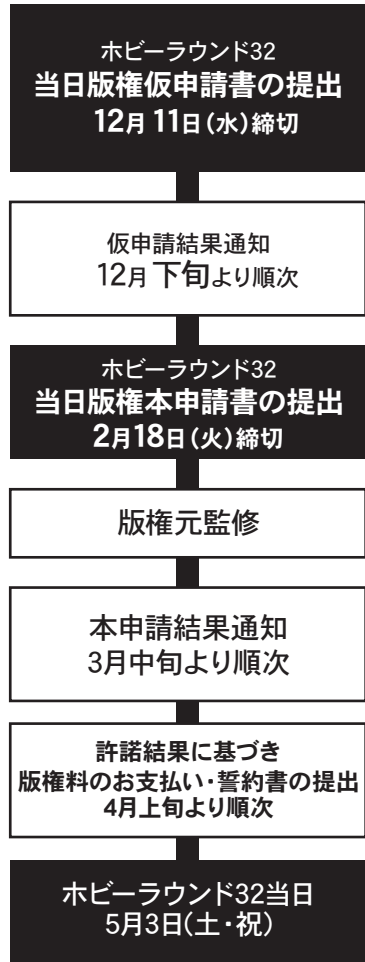 ホビーラウンド32
当日版権仮申請書の提出
12月11日(水)締切
仮申請結果通知
12月下旬より順次
ホビーラウンド32
当日版権本申請書の提出
2月18日(火)締切
版権元監修
本申請結果通知
3月中旬より順次
許諾結果に基づき
版権料のお支払い・誓約書の提出
4月上旬より順次
ホビーラウンド32当日
5月3日(土・祝)